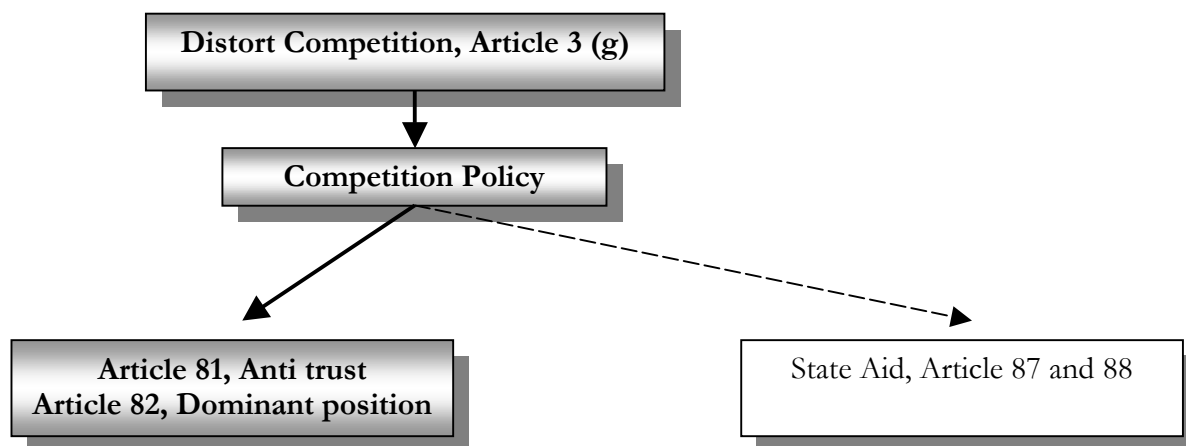 Distort Competition, Article 3 (g)
Competition Policy
Article 81, Anti trust
Article 82, Dominant position
State Aid, Article 87 and 88